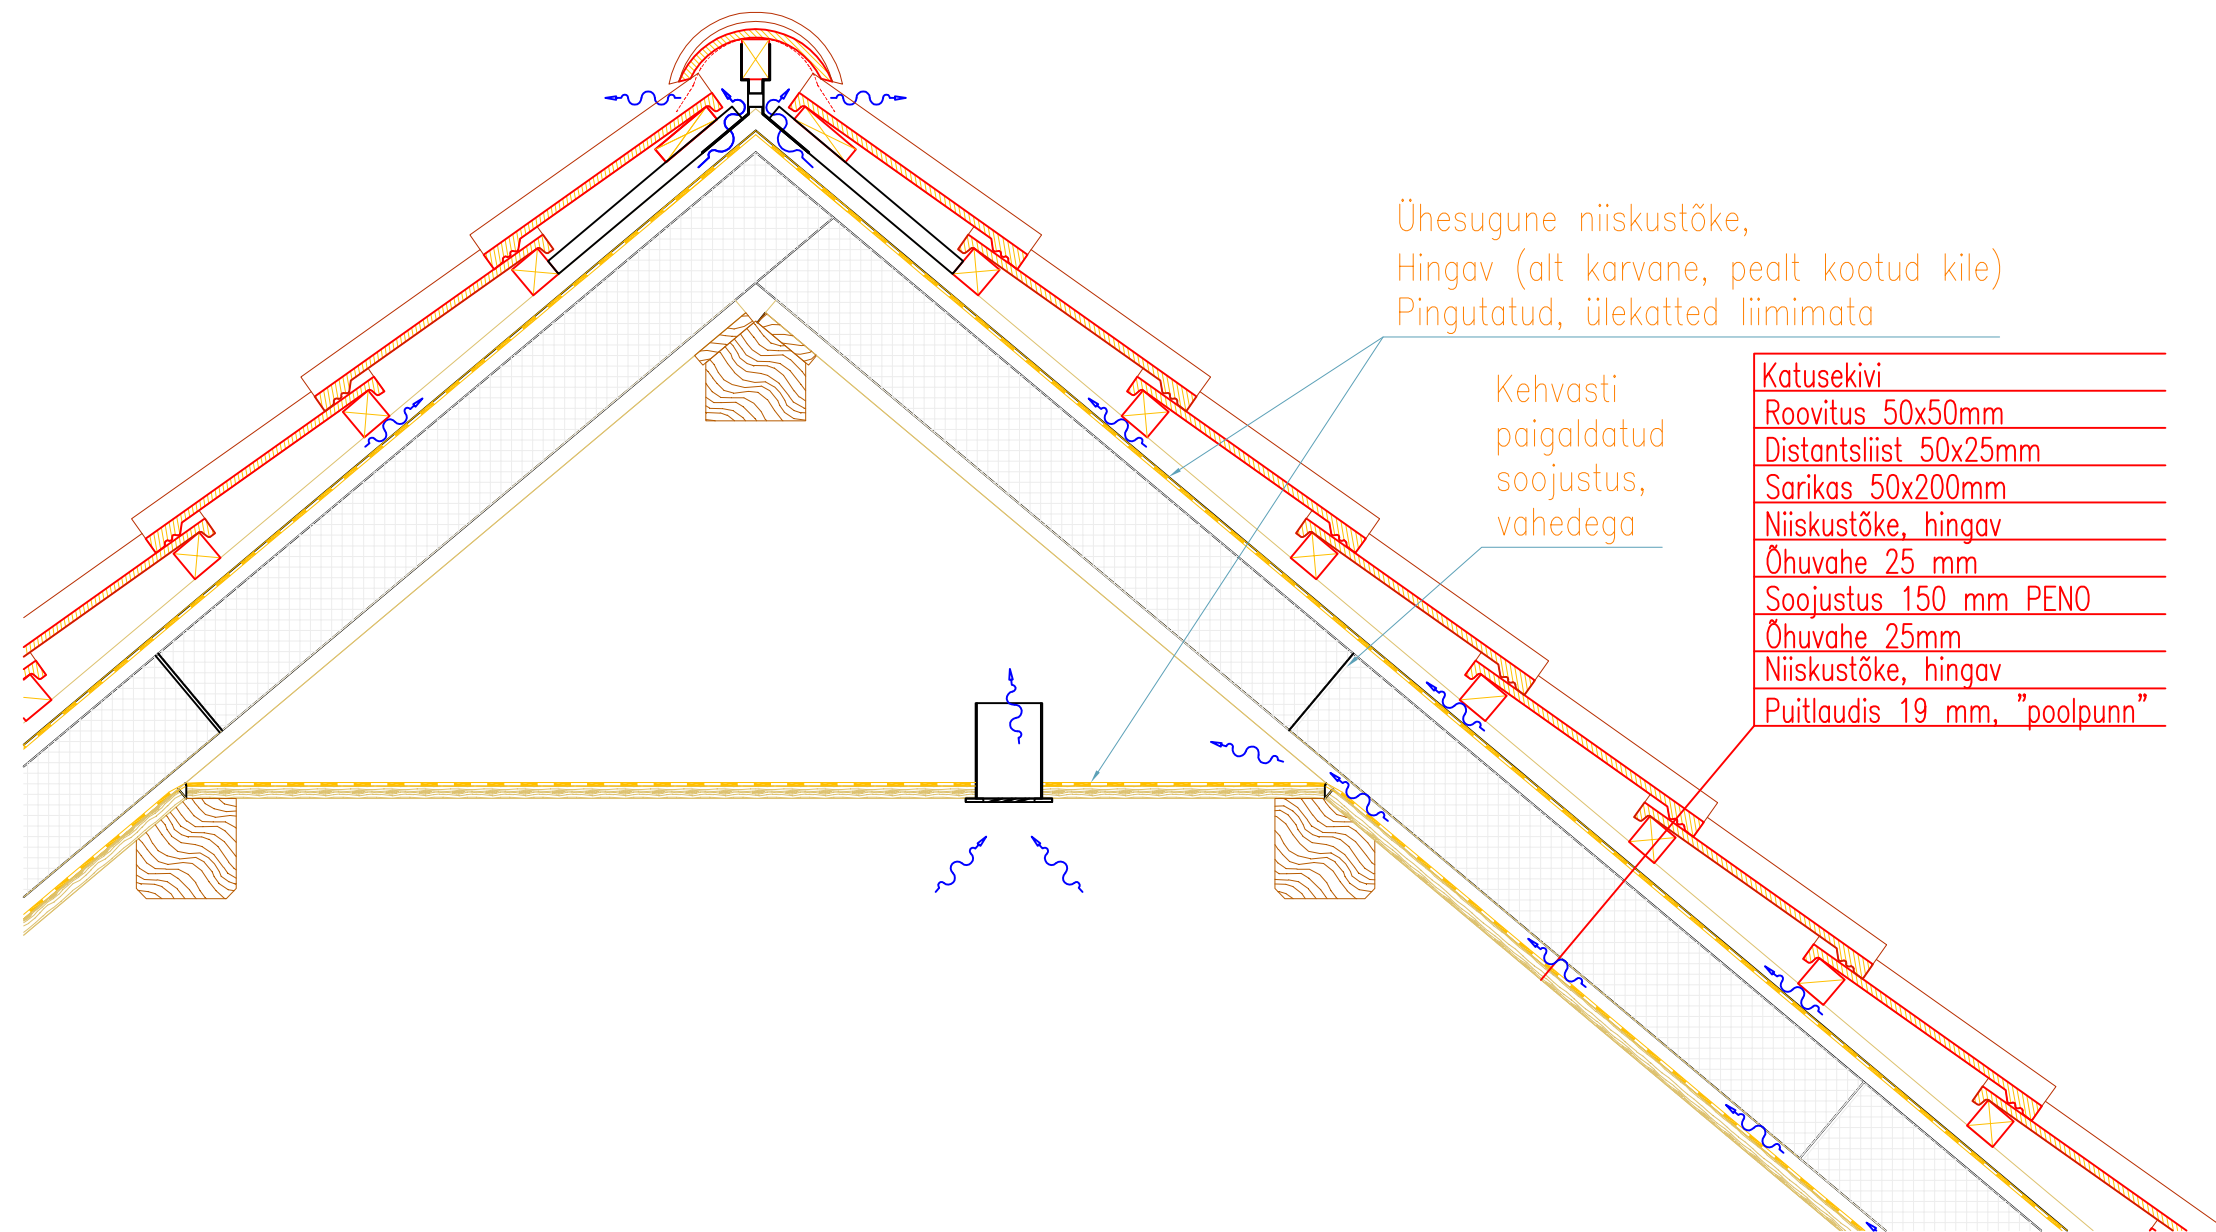 Ühesugune niiskustõke,
Hingav (alt karvane, pealt kootud kile)
Pingutatud, ülekatted liimimata
Kehvasti
paigaldatud
soojustus,
vahedega
Katusekivi
Roovitus 50x50mm
Distantsliist 50x25mm
Sarikas 50x200mm
Niiskustõke, hingav
Õhuvahe 25 mm
Soojustus 150 mm PENO
Õhuvahe 25mm
Niiskustõke, hingav
Puitlaudis 19 mm, "poolpunn"